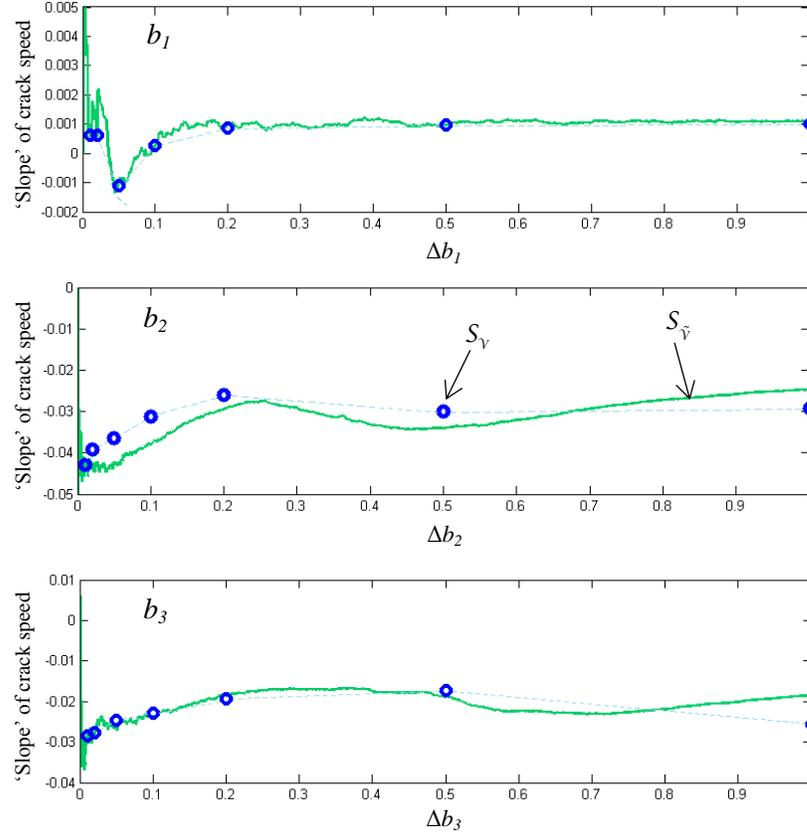 0.005
0.004
0.003
0.002
0.001
0
-0.001
-0.002
'Slope' of crack speed
b1
0.1 0.2 0.3 0.4 0.5 0.6 0.7 0.8 0.9
Δb1
0
-0.01
-0.02
-0.03
-0.04
-0.05
'Slope' of crack speed
b2
Sν
Sν̃
0 0.1 0.2 0.3 0.4 0.5 0.6 0.7 0.8 0.9
Δb2
0.01
0
-0.01
-0.02
-0.03
-0.04
'Slope' of crack speed
b3
0 0.1 0.2 0.3 0.4 0.5 0.6 0.7 0.8 0.9
Δb3